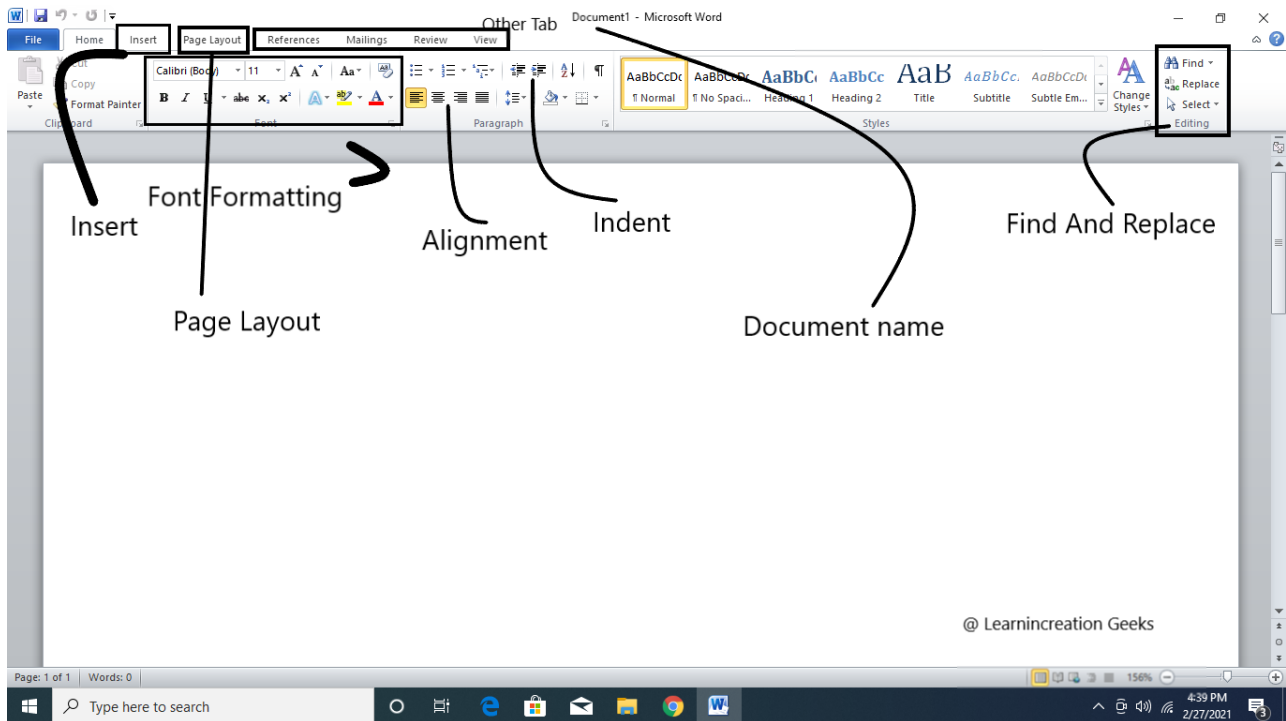 Other Tab
Document1 - Microsoft Word
File Home Insert Page Layout References Mailings Review View
Cut
Copy
Paste
Format Painter
Clipboard
Calibri (Body) 11
Font
Paragraph
AaBbCcDc AaBbCcDc AaBbC AaBbCc AaB AaBbCc. AaBbCcDc
¶ Normal ¶ No Spaci... Heading 1 Heading 2 Title Subtitle Subtle Em...
Styles
Change
Styles
Find
Replace
Select
Editing
Insert
Font Formatting
Alignment
Indent
Find And Replace
Page Layout
Document name
@ Learnincreation Geeks
Page: 1 of 1 Words: 0
156%
Type here to search
4:39 PM
2/27/2021
3